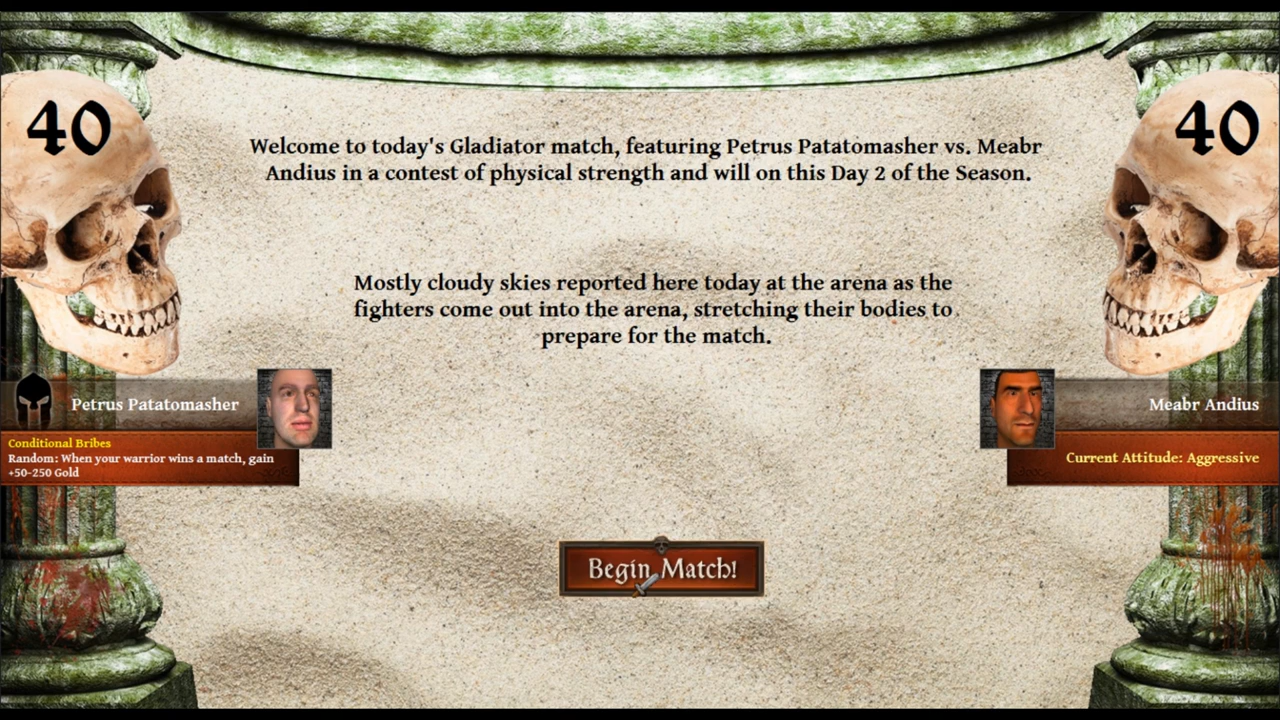 40
40
Welcome to today's Gladiator match, featuring Petrus Patatomasher vs. Meabr
Andius in a contest of physical strength and will on this Day 2 of the Season.
Mostly cloudy skies reported here today at the arena as the
fighters come out into the arena, stretching their bodies to
prepare for the match.
Petrus Patatomasher
Conditional Bribes
Random: When your warrior wins a match, gain
+50-250 Gold
Meabr Andius
Current Attitude: Aggressive
Begin Match!